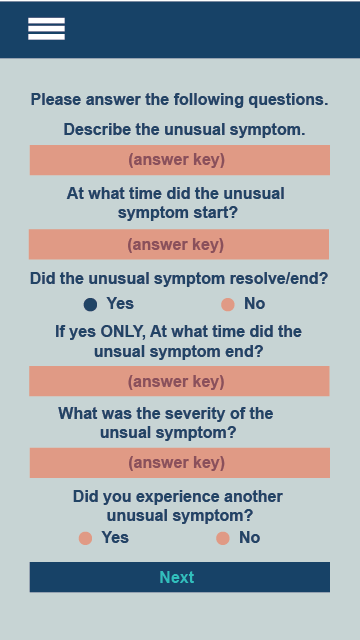 Please answer the following questions.
Describe the unusual symptom.
(answer key)
At what time did the unusual
symptom start?
(answer key)
Did the unusual symptom resolve/end?
Yes No
If yes ONLY, At what time did the
unsual symptom end?
(answer key)
What was the severity of the
unsual symptom?
(answer key)
Did you experience another
unusual symptom?
Yes No
Next